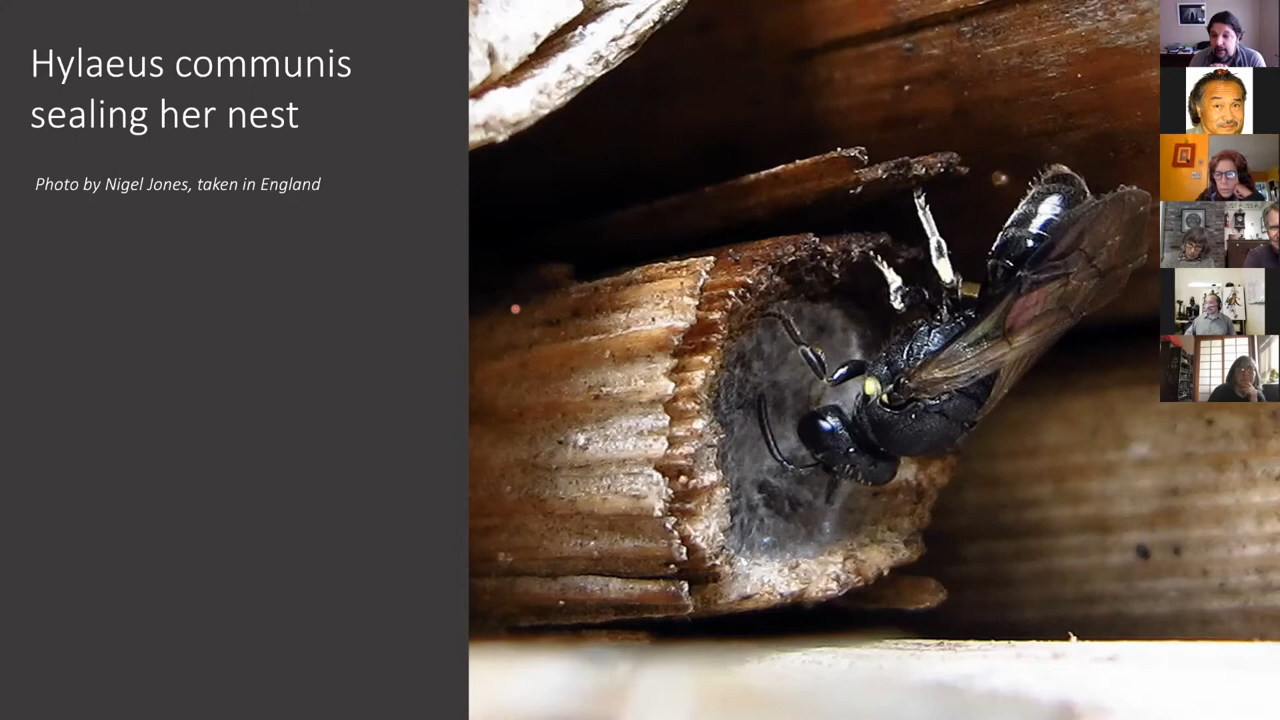 Hylaeus communis
sealing her nest
Photo by Nigel Jones, taken in England